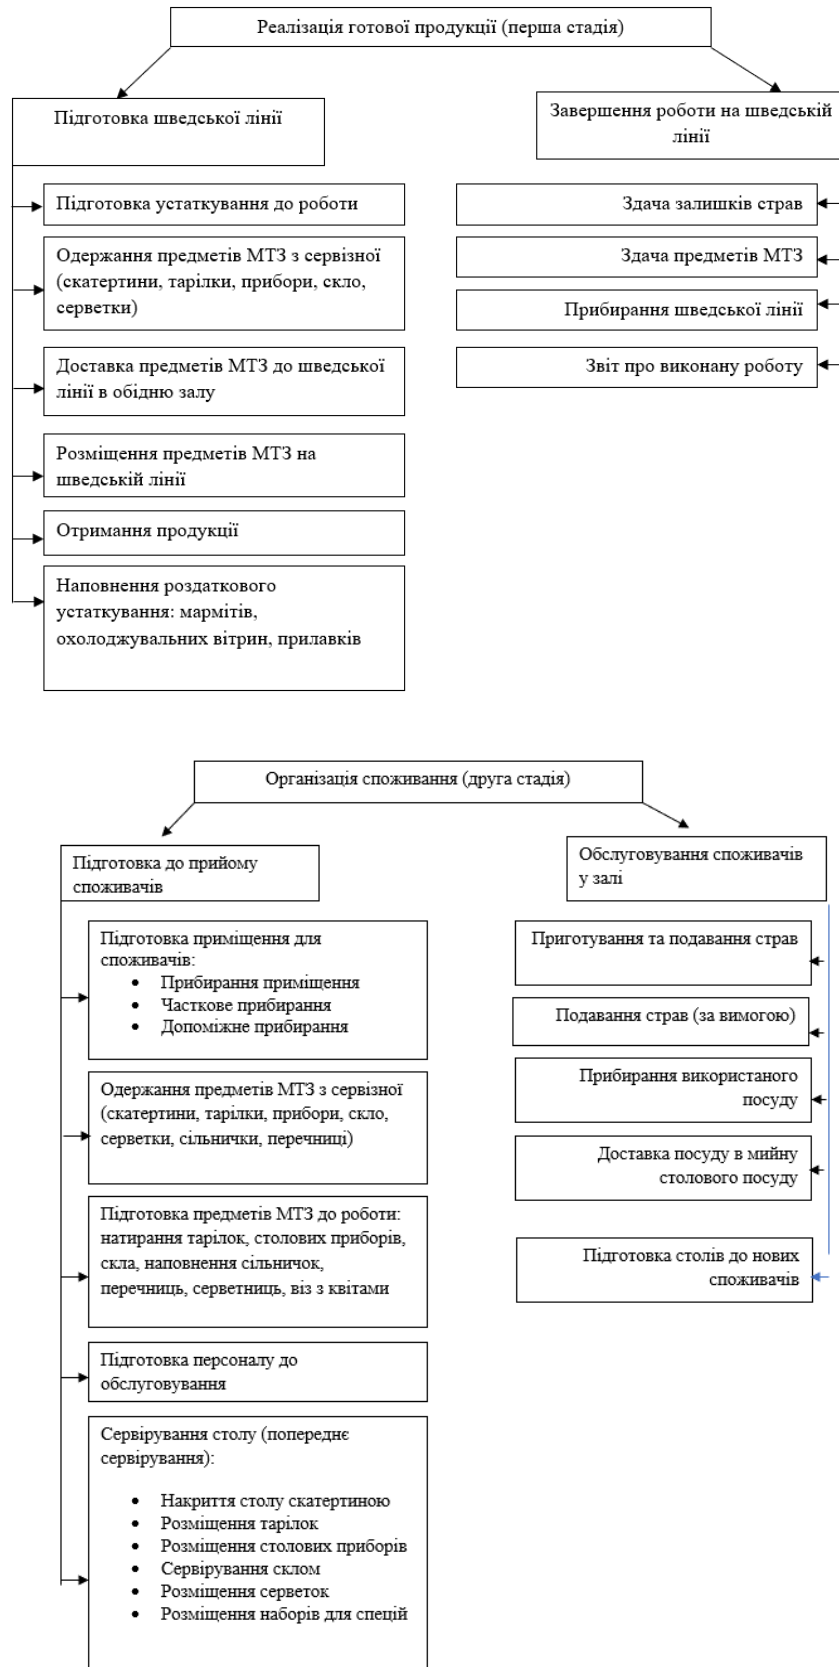 Реалізація готової продукції (перша стадія)
Підготовка шведської лінії
Підготовка устаткування до роботи
Одержання предметів МТЗ з сервізної
(скатертини, тарілки, прибори, скло,
серветки)
Доставка предметів МТЗ до шведської
лінії в обідню залу
Розміщення предметів МТЗ на
шведській лінії
Отримання продукції
Наповнення роздаткового
устаткування: мармітів,
охолоджувальних вітрин, прилавків
Завершення роботи на шведській
лінії
Здача залишків страв
Здача предметів МТЗ
Прибирання шведської лінії
Звіт про виконану роботу
Організація споживання (друга стадія)
Підготовка до прийому
споживачів
Підготовка приміщення для
споживачів:
• Прибирання приміщення
• Часткове прибирання
• Допоміжне прибирання
Одержання предметів МТЗ з сервізної
(скатертини, тарілки, прибори, скло,
серветки, сільнички, перечниці)
Підготовка предметів МТЗ до роботи:
натирання тарілок, столових приборів,
скла, наповнення сільничок,
перечниць, серветниць, віз з квітами
Підготовка персоналу до
обслуговування
Сервірування столу (попереднє
сервірування):
• Накриття столу скатертиною
• Розміщення тарілок
• Розміщення столових приборів
• Сервірування склом
• Розміщення серветок
• Розміщення наборів для спецій
Обслуговування споживачів
у залі
Приготування та подавання страв
Подавання страв (за вимогою)
Прибирання використаного
посуду
Доставка посуду в мийну
столового посуду
Підготовка столів до нових
споживачів